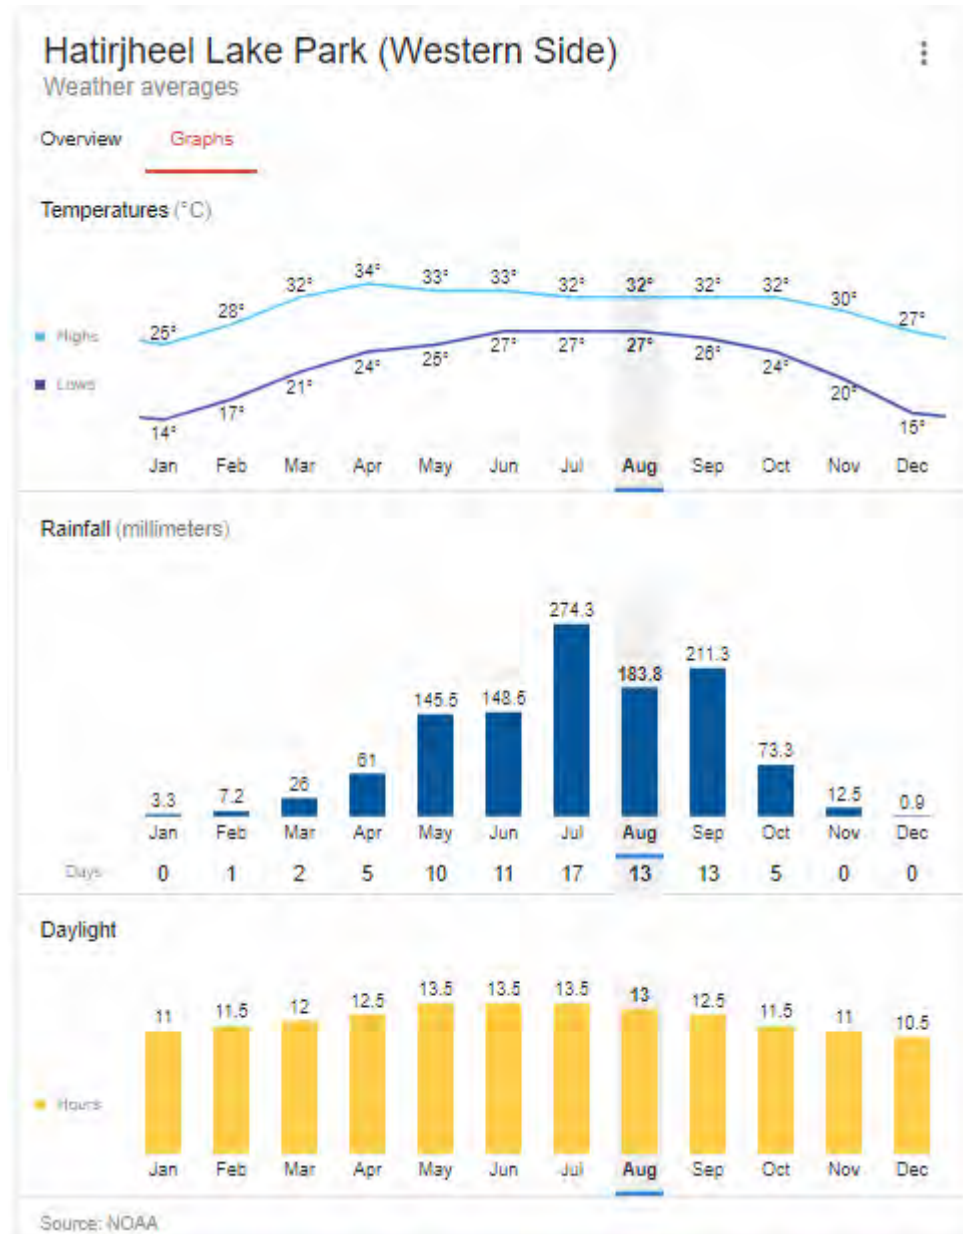 Hatirjheel Lake Park (Western Side)
Weather averages
Overview Graphs
Temperatures (°C)
32° 34° 33° 33° 32° 32° 32° 32° 30° 27°
25° 28°
Highs
Lows
14° 17° 21° 24° 25° 27° 27° 27° 26° 24° 20° 15°
Jan Feb Mar Apr May Jun Jul Aug Sep Oct Nov Dec
Rainfall (millimeters)
3.3 7.2 26 61 145.5 148.5 274.3 183.8 211.3 73.3 12.5 0.9
Jan Feb Mar Apr May Jun Jul Aug Sep Oct Nov Dec
Days 0 1 2 5 10 11 17 13 13 5 0 0
Daylight
11 11.5 12 12.5 13.5 13.5 13.5 13 12.5 11.5 11 10.5
Hours
Jan Feb Mar Apr May Jun Jul Aug Sep Oct Nov Dec
Source: NOAA